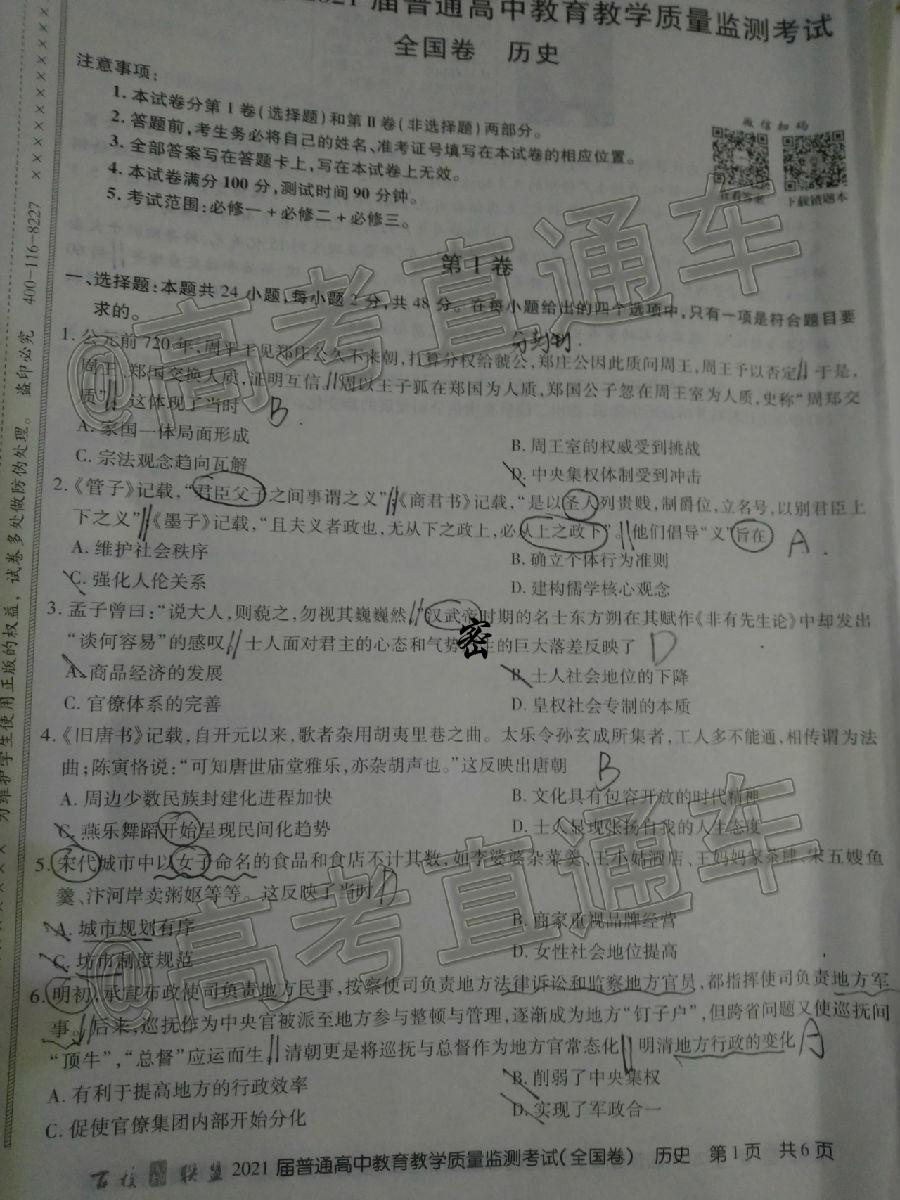 2021届普通高中教育教学质量监测考试
全国卷 历史
注意事项:
微信扫码
1.本试卷分第Ⅰ卷(选择题)和第Ⅱ卷(非选择题)两部分。
2.答题前,考生务必将自己的姓名、准考证号填写在本试卷的相应位置。
3.全部答案写在答题卡上,写在本试卷上无效。
4.本试卷满分100分,测试时间90分钟。
5.考试范围:必修一+必修二+必修三。
查看答案 下载错题本
第Ⅰ卷
一、选择题:本题共24小题,每小题2分,共48分。在每小题给出的四个选项中,只有一项是符合题目要
求的。
1.公元前720年,周平王见郑庄公久不来朝,打算分权给虢公,郑庄公因此质问周王,周王予以否定。于是,
周王、郑国交换人质,证明互信,周以王子狐在郑国为人质,郑国公子忽在周王室为人质,史称“周郑交
质”。这体现了当时 B
A.家国一体局面形成
B.周王室的权威受到挑战
C.宗法观念趋向瓦解
D.中央集权体制受到冲击
2.《管子》记载,“君臣父子之间事谓之义”;《商君书》记载,“是以圣人列贵贱,制爵位,立名号,以别君臣上
下之义”;《墨子》记载,“且夫义者政也,无从下之政上,必从上之政下”。他们倡导“义”旨在 A
A.维护社会秩序
B.确立个体行为准则
C.强化人伦关系
D.建构儒学核心观念
3.孟子曾曰:“说大人,则藐之,勿视其巍巍然。”汉武帝时期的名士东方朔在其赋作《非有先生论》中却发出
“谈何容易”的感叹。士人面对君主的心态和气势 生的巨大落差反映了 D
密
A.商品经济的发展
B.士人社会地位的下降
C.官僚体系的完善
D.皇权社会专制的本质
4.《旧唐书》记载,自开元以来,歌者杂用胡夷里巷之曲。太乐令孙玄成所集者,工人多不能通,相传谓为法
曲;陈寅恪说:“可知唐世庙堂雅乐,亦杂胡声也。”这反映出唐朝 B
A.周边少数民族封建化进程加快
B.文化具有包容开放的时代精神
C.燕乐舞蹈开始呈现民间化趋势
D.士人展现张扬自我的人生态度
5.宋代城市中以女子命名的食品和食店不计其数,如李婆婆杂菜羹、王小姑酒店、王妈妈家茶肆、宋五嫂鱼
羹、汴河岸卖粥妪等等。这反映了当时 D
A.城市规划有序
B.商家重视品牌经营
C.坊市制度规范
D.女性社会地位提高
6.明初,承宣布政使司负责地方民事,按察使司负责地方法律诉讼和监察地方官员,都指挥使司负责地方军
事。后来,巡抚作为中央官被派至地方参与整顿与管理,逐渐成为地方“钉子户”,但跨省问题又使巡抚间
“顶牛”,“总督”应运而生。清朝更是将巡抚与总督作为地方官常态化。明清地方行政的变化 A
A.有利于提高地方的行政效率
B.削弱了中央集权
C.促使官僚集团内部开始分化
D.实现了军政合一
百校联盟 2021届普通高中教育教学质量监测考试(全国卷) 历史 第1页 共6页
为维护学生使用正版的权益,试卷多处做防伪处理。 盗印必究 400-116-8227
@高考直通车
@高考直通车